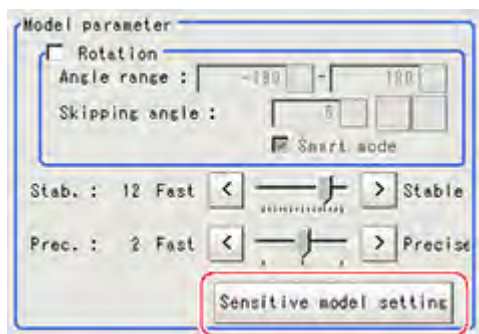 Model parameter
Rotation
Angle range : -180 - 180
Skipping angle : 5
Smart mode
Stab. : 12 Fast < > Stable
Prec. : 2 Fast < > Precise
Sensitive model setting